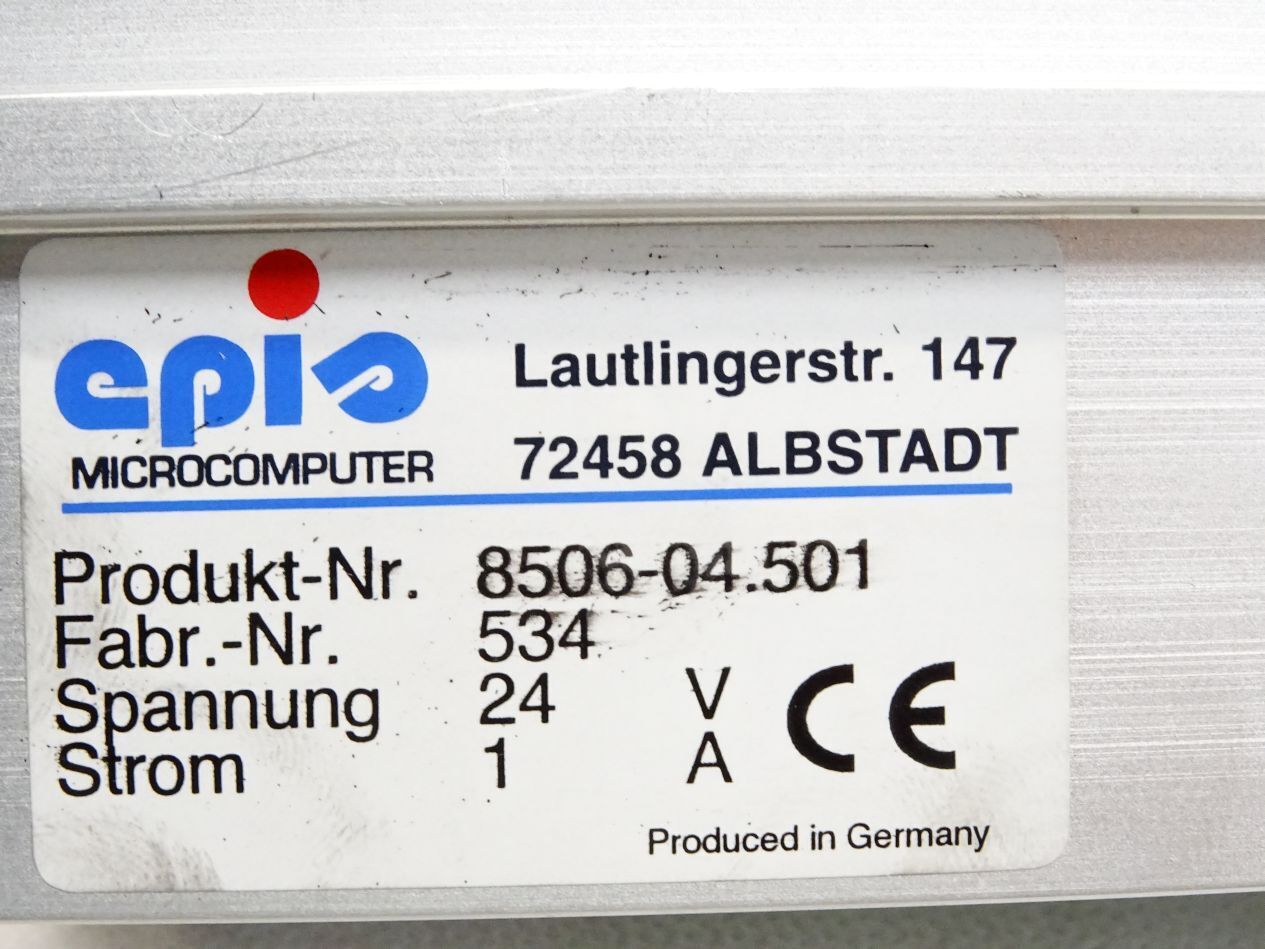 epis
MICROCOMPUTER
Lautlingerstr. 147
72458 ALBSTADT
Produkt-Nr. 8506-04.501
Fabr.-Nr. 534
Spannung 24 V
Strom 1 A
CE
Produced in Germany